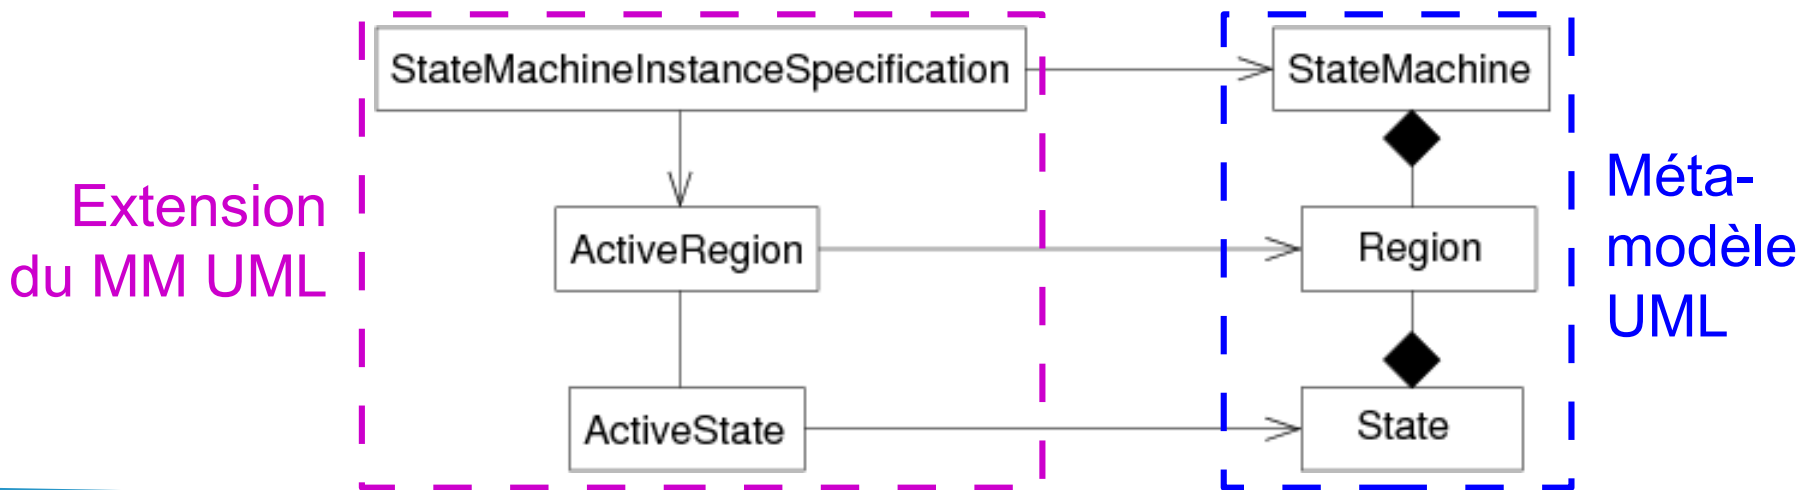 StateMachineInstanceSpecification
StateMachine
Extension
du MM UML
ActiveRegion
Region
Méta-
modèle
UML
ActiveState
State